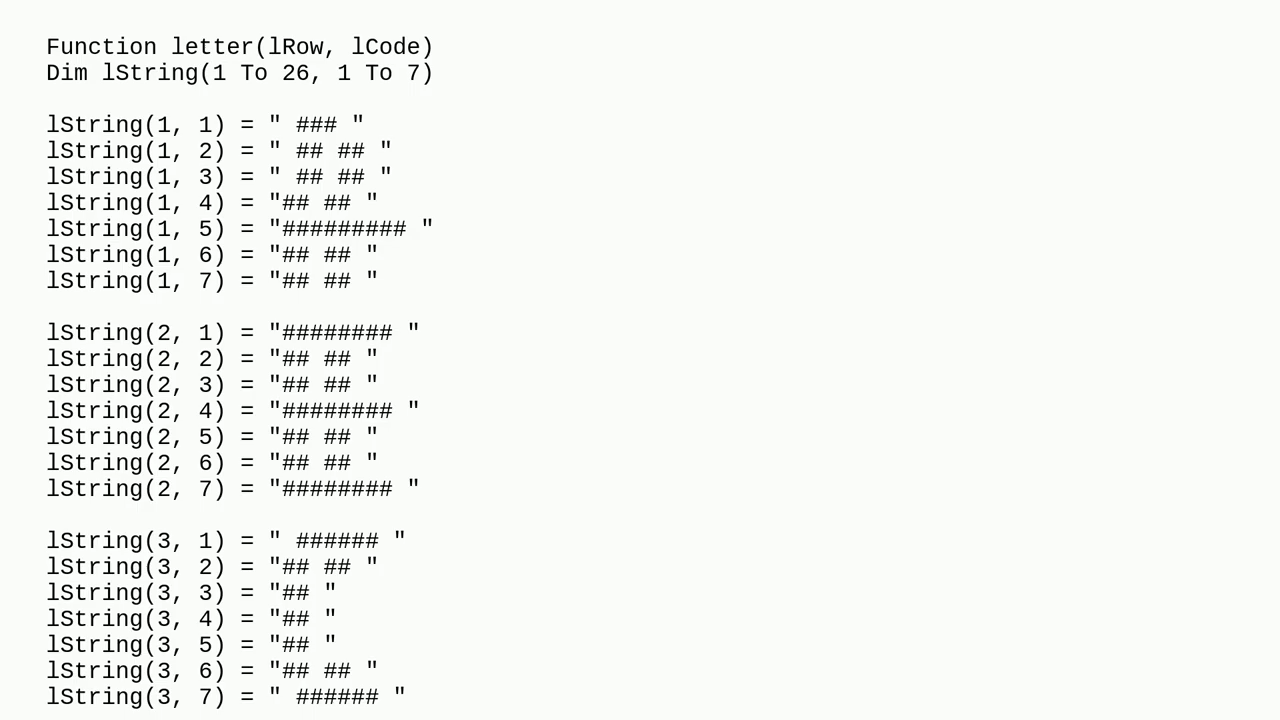 Function letter(lRow, lCode)
Dim lString(1 To 26, 1 To 7)

lString(1, 1) = " ### "
lString(1, 2) = " ## ## "
lString(1, 3) = " ## ## "
lString(1, 4) = "## ## "
lString(1, 5) = "######### "
lString(1, 6) = "## ## "
lString(1, 7) = "## ## "

lString(2, 1) = "######## "
lString(2, 2) = "## ## "
lString(2, 3) = "## ## "
lString(2, 4) = "######## "
lString(2, 5) = "## ## "
lString(2, 6) = "## ## "
lString(2, 7) = "######## "

lString(3, 1) = " ###### "
lString(3, 2) = "## ## "
lString(3, 3) = "## "
lString(3, 4) = "## "
lString(3, 5) = "## "
lString(3, 6) = "## ## "
lString(3, 7) = " ###### "